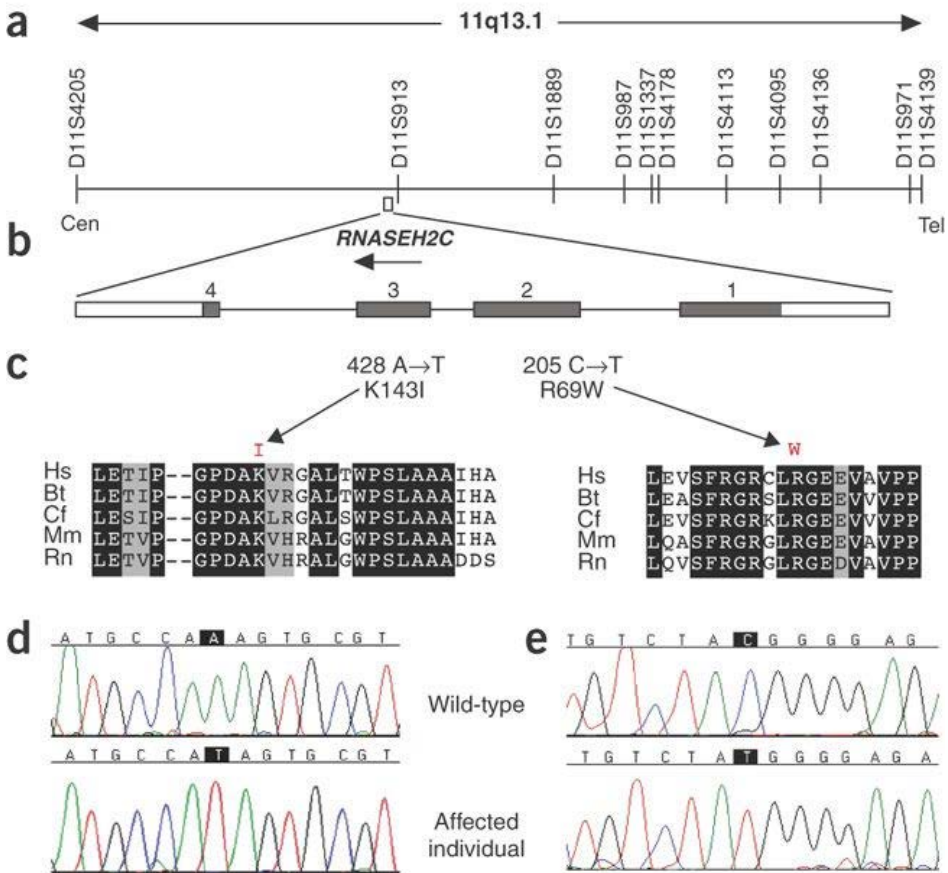 a
11q13.1
D11S4205
D11S913
D11S1889
D11S987
D11S1337
D11S4178
D11S4113
D11S4095
D11S4136
D11S971
D11S4139
Cen
Tel
b
RNASEH2C
4 3 2 1
c
428 A→T
K143I
205 C→T
R69W
I
W
Hs LETIP--GPDAKVRGALTWPSLAAAIHA
Bt LETIP--GPDAKVRGALRWPSLAAAIHA
Cf LESIP--GPDAKLRGALSWPSLAAAIHA
Mm LETVP--GPDAKVHRALGWPSLAAAIHA
Rn LETVP--GPDAKVHRALGWPSLAAADDS
Hs LEVSFRGRCLRGEEVAVPP
Bt LEASFRGRSLRGEEVVVPP
Cf LEVSFRGRKLRGEEVVVPP
Mm LQASFRGRGLRGEEVAVPP
Rn LQVSFRGRGLRGEDVAVPP
d
A T G C C A A A G T G C G T
Wild-type
e
T G T C T A C G G G G A G
A T G C C A T A G T G C G T
Affected
individual
T G T C T A T G G G G A G A